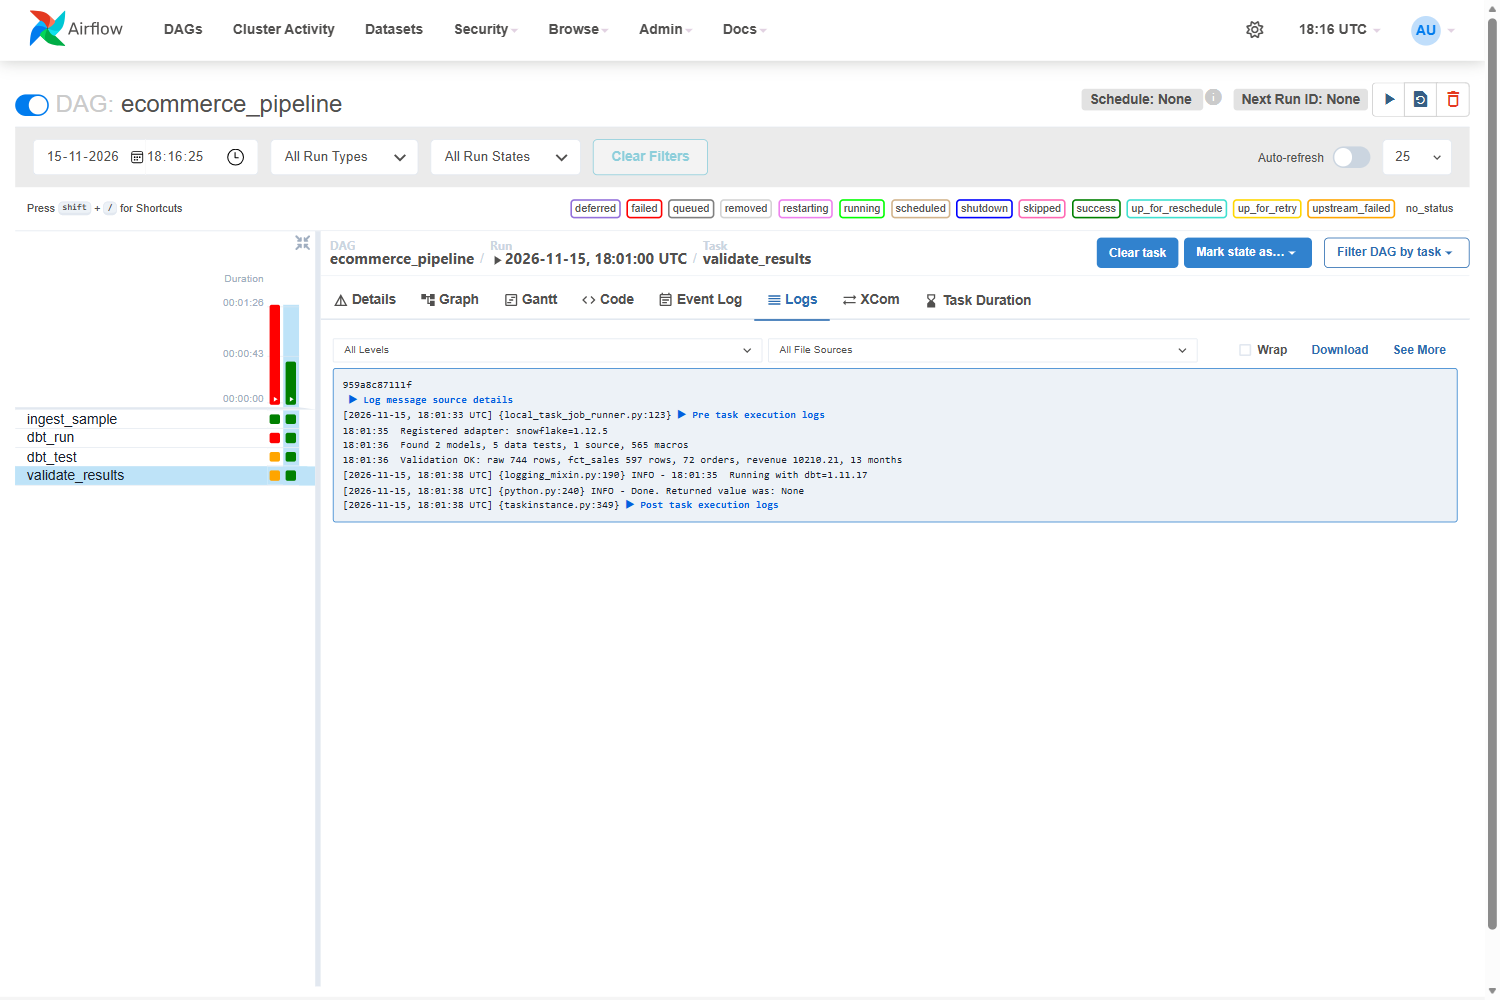 Airflow
DAGs Cluster Activity Datasets Security Browse Admin Docs 18:16 UTC AU
DAG: ecommerce_pipeline Schedule: None i Next Run ID: None
15-11-2026 18:16:25 All Run Types All Run States Clear Filters Auto-refresh 25
Press shift + / for Shortcuts deferred failed queued removed restarting running scheduled shutdown skipped success up_for_reschedule up_for_retry upstream_failed no_status
DAG Run Task
ecommerce_pipeline / 2026-11-15, 18:01:00 UTC / validate_results Clear task Mark state as... Filter DAG by task
Duration
00:01:26
00:00:43
00:00:00
ingest_sample
dbt_run
dbt_test
validate_results
Details Graph Gantt Code Event Log Logs XCom Task Duration
All Levels All File Sources Wrap Download See More
959a8c87111f
Log message source details
[2026-11-15, 18:01:33 UTC] {local_task_job_runner.py:123} Pre task execution logs
18:01:35 Registered adapter: snowflake=1.12.5
18:01:36 Found 2 models, 5 data tests, 1 source, 565 macros
18:01:36 Validation OK: raw 744 rows, fct_sales 597 rows, 72 orders, revenue 10210.21, 13 months
[2026-11-15, 18:01:38 UTC] {logging_mixin.py:190} INFO - 18:01:35 Running with dbt=1.11.17
[2026-11-15, 18:01:38 UTC] {python.py:240} INFO - Done. Returned value was: None
[2026-11-15, 18:01:38 UTC] {taskinstance.py:349} Post task execution logs